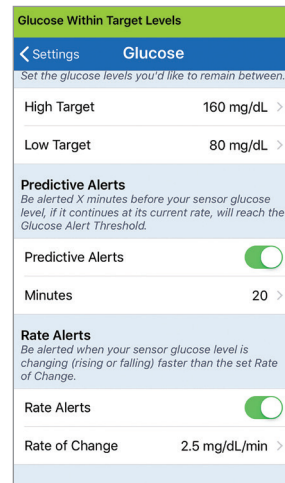 Glucose Within Target Levels
Settings Glucose
Set the glucose levels you'd like to remain between.
High Target 160 mg/dL
Low Target 80 mg/dL
Predictive Alerts
Be alerted X minutes before your sensor glucose
level, if it continues at its current rate, will reach the
Glucose Alert Threshold.
Predictive Alerts
Minutes 20
Rate Alerts
Be alerted when your sensor glucose level is
changing (rising or falling) faster than the set Rate
of Change.
Rate Alerts
Rate of Change 2.5 mg/dL/min